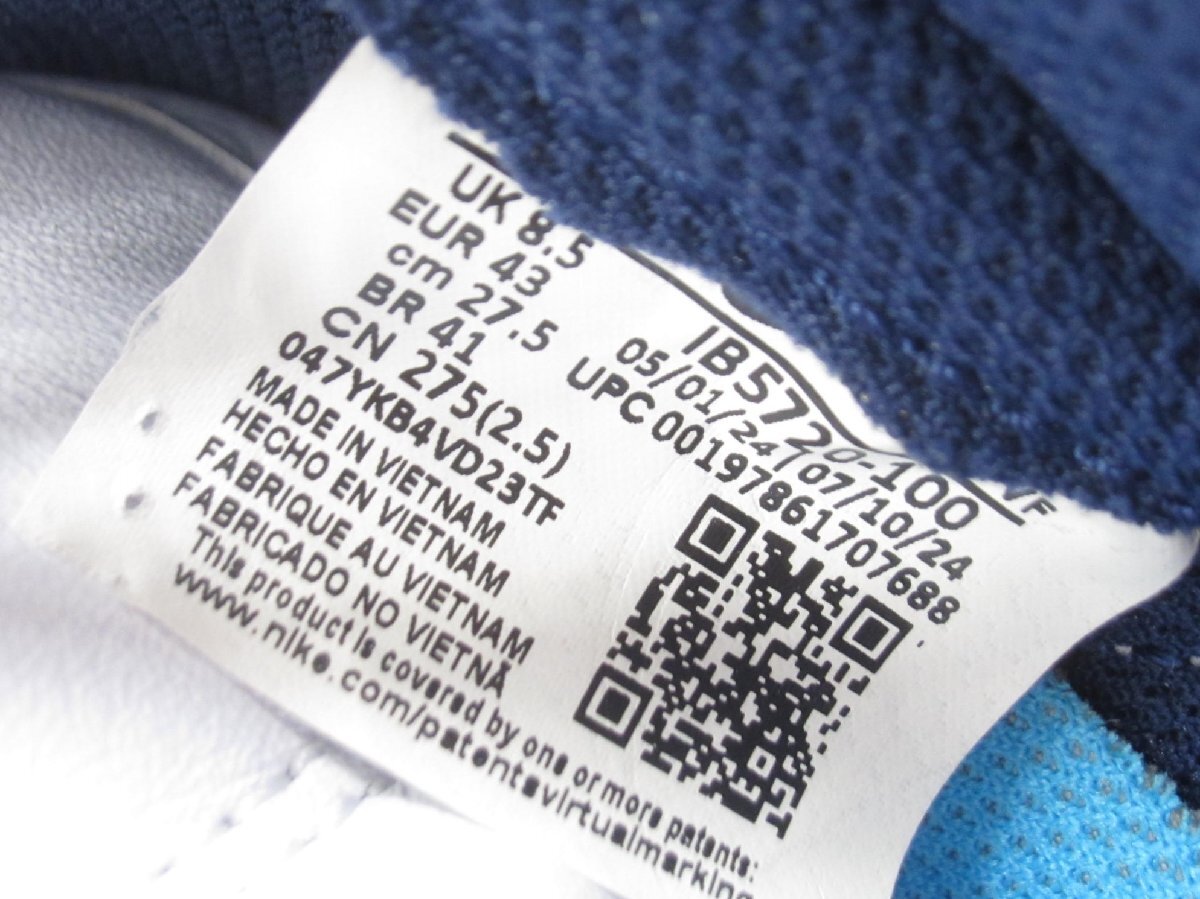 UK 8.5
EUR 43
cm 27.5
BR 41
CN 275(2.5)
047YKB4VD23TF
MADE IN VIETNAM
HECHO EN VIETNAM
FABRIQUE AU VIETNAM
FABRICADO NO VIETNÃ
This product is covered by one or more patents:
www.nike.com/patentsvirtualmarking
VF
IB5720-100
05/01/24 07/10/24
UPC 00197861707688